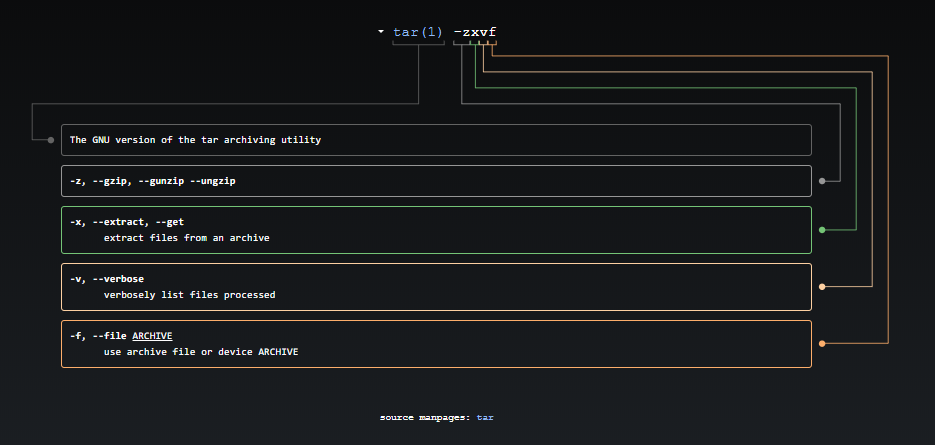 tar(1) -zxvf
The GNU version of the tar archiving utility
-z, --gzip, --gunzip --ungzip
-x, --extract, --get
extract files from an archive
-v, --verbose
verbosely list files processed
-f, --file ARCHIVE
use archive file or device ARCHIVE
source manpages: tar